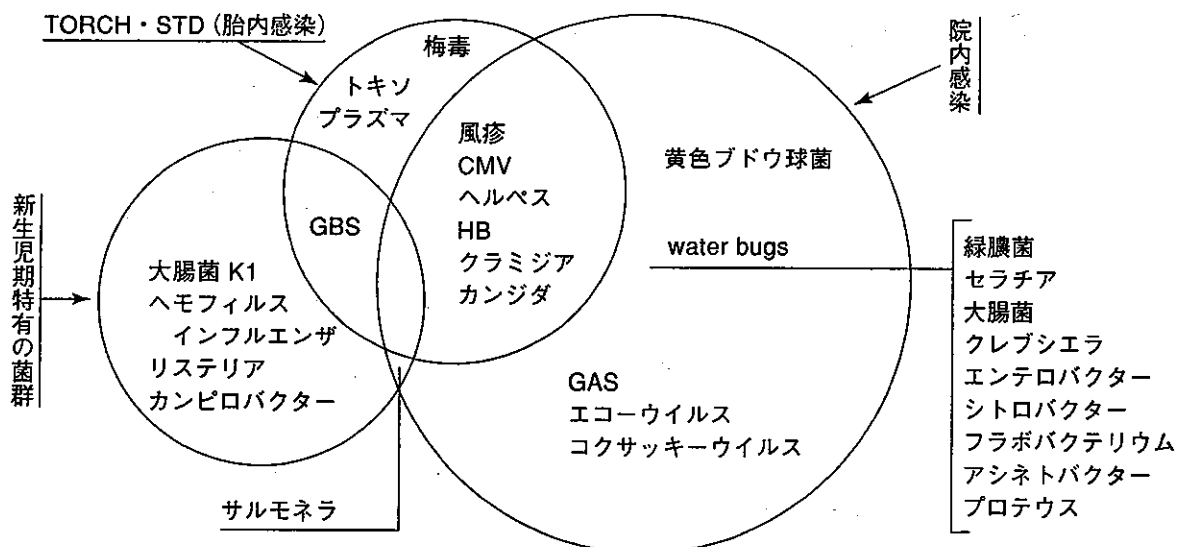 TORCH・STD (胎内感染)
梅毒
トキソ
プラズマ
院内感染
風疹
CMV
ヘルペス
HB
クラミジア
カンジダ
黄色ブドウ球菌
GBS
新生児期特有の菌群
大腸菌 K1
ヘモフィルス
インフルエンザ
リステリア
カンピロバクター
water bugs
緑膿菌
セラチア
大腸菌
クレブシエラ
エンテロバクター
シトロバクター
フラボバクテリウム
アシネトバクター
プロテウス
GAS
エコーウイルス
コクサッキーウイルス
サルモネラ